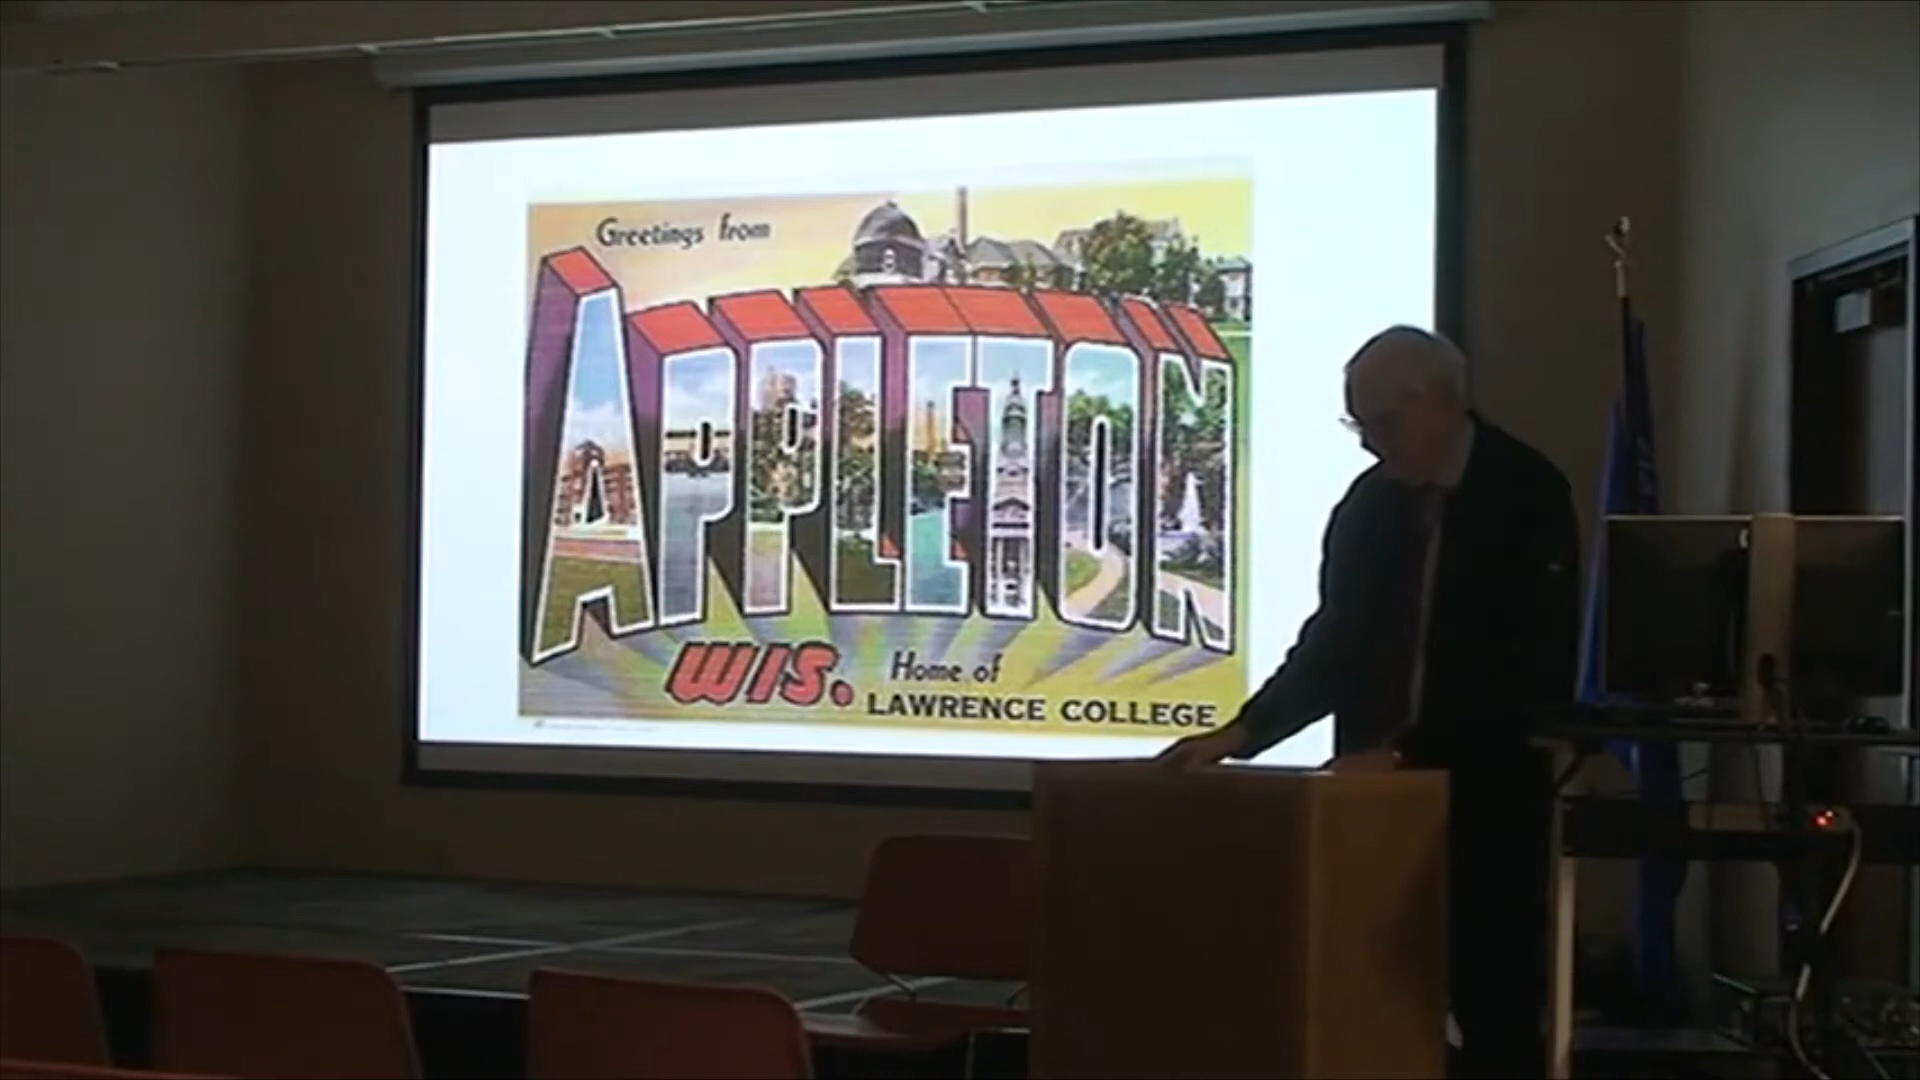 Greetings from
APPLETON
WIS.
Home of
LAWRENCE COLLEGE